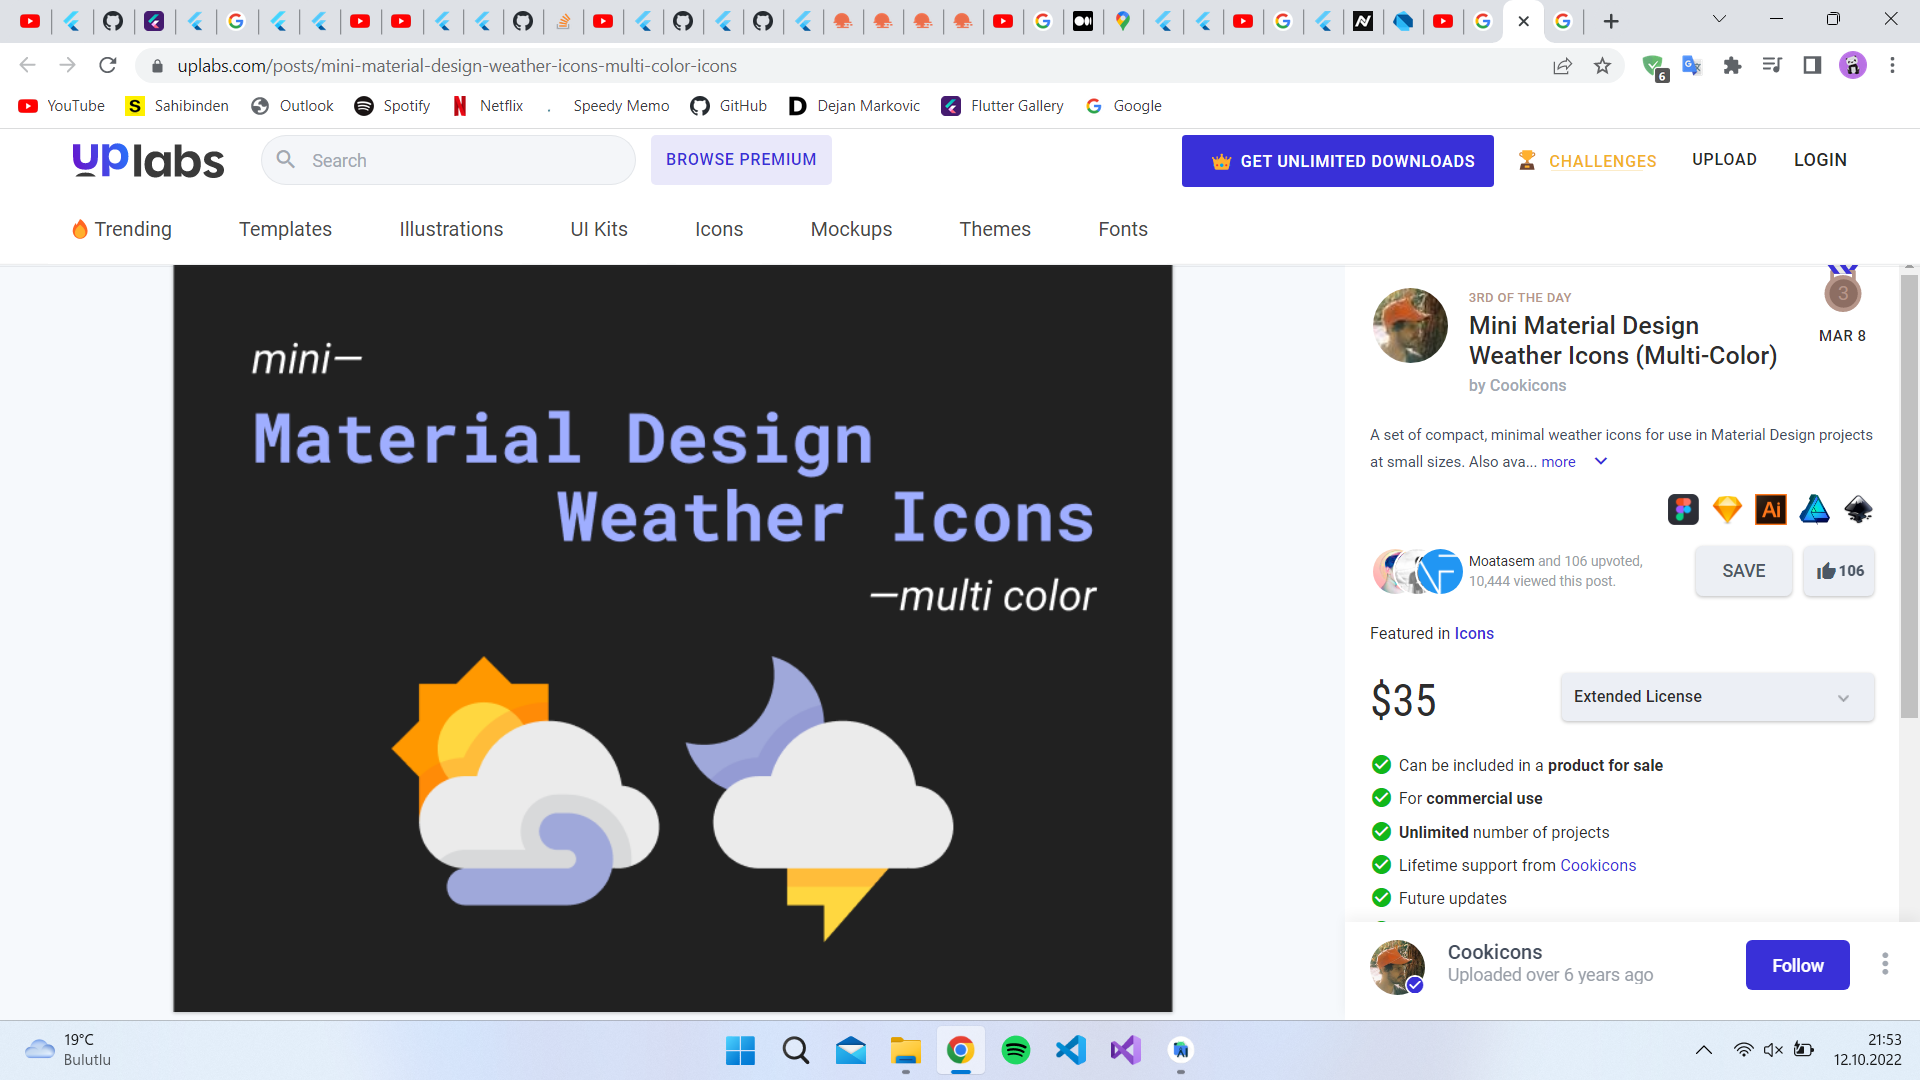 uplabs.com/posts/mini-material-design-weather-icons-multi-color-icons
6
YouTube
Sahibinden
Outlook
Spotify
Netflix
Speedy Memo
GitHub
Dejan Markovic
Flutter Gallery
Google
uplabs
Search
BROWSE PREMIUM
GET UNLIMITED DOWNLOADS
CHALLENGES
UPLOAD
LOGIN
Trending
Templates
Illustrations
UI Kits
Icons
Mockups
Themes
Fonts
mini—
Material Design
Weather Icons
—multi color
3RD OF THE DAY
Mini Material Design
Weather Icons (Multi-Color)
by Cookicons
3
MAR 8
A set of compact, minimal weather icons for use in Material Design projects
at small sizes. Also ava... more
Ai
Moatasem and 106 upvoted,
10,444 viewed this post.
SAVE
106
Featured in Icons
$35
Extended License
Can be included in a product for sale
For commercial use
Unlimited number of projects
Lifetime support from Cookicons
Future updates
Cookicons
Uploaded over 6 years ago
Follow
19°C
Bulutlu
21:53
12.10.2022